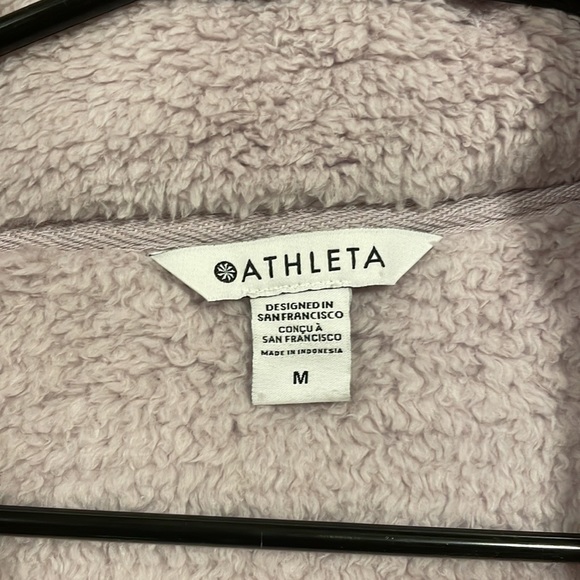 ATHLETA
DESIGNED IN
SAN FRANCISCO
CONÇU À
SAN FRANCISCO
MADE IN INDONESIA
M